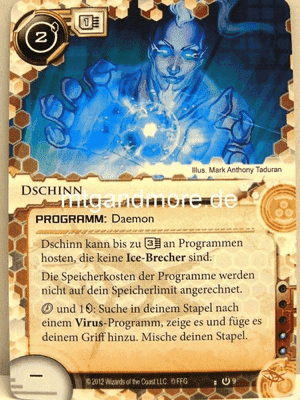 2
1
Illus. Mark Anthony Taduran
DSCHINN
mtgandmore.de
PROGRAMM: Daemon
Dschinn kann bis zu 3 an Programmen
hosten, die keine Ice-Brecher sind.
Die Speicherkosten der Programme werden
nicht auf dein Speicherlimit angerechnet.
und 1: Suche in deinem Stapel nach
einem Virus-Programm, zeige es und füge es
deinem Griff hinzu. Mische deinen Stapel.
–
© 2012 Wizards of the Coast LLC. © FFG
9